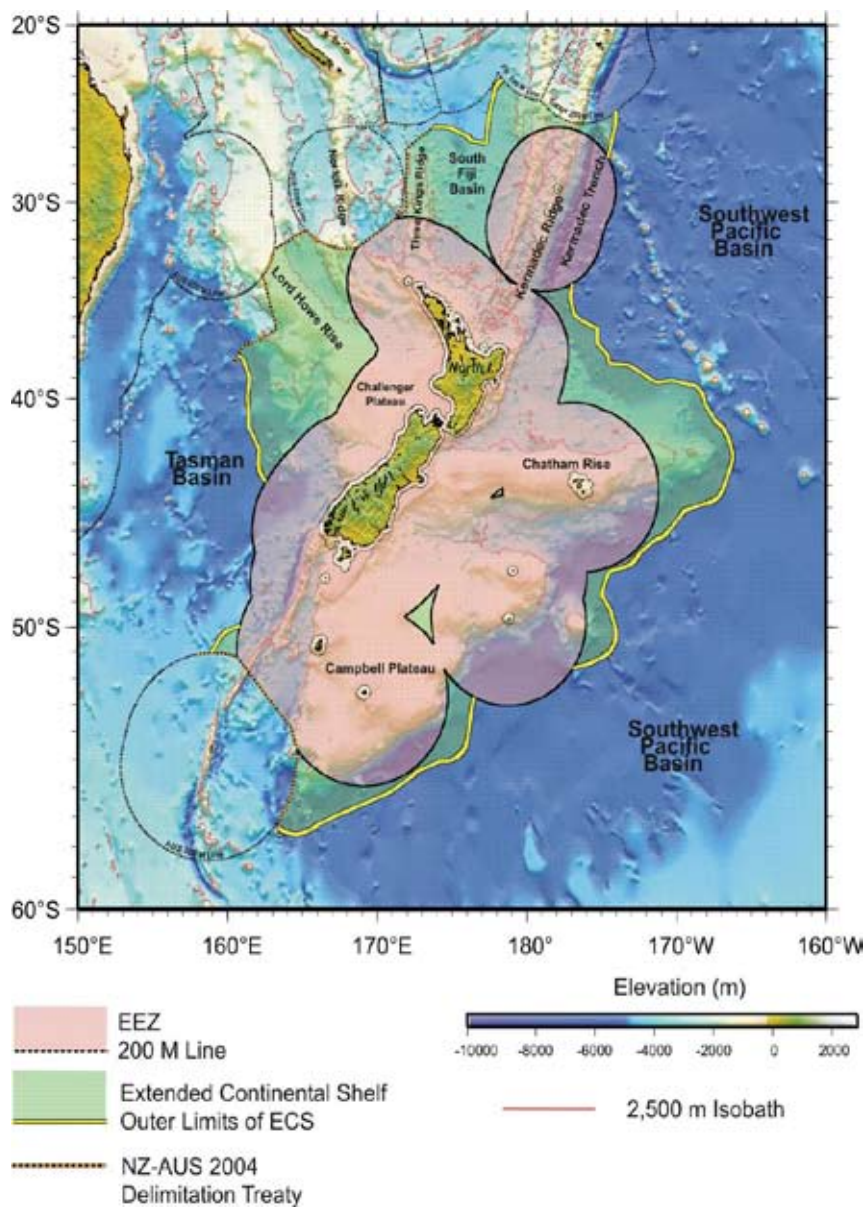 20°S
30°S
40°S
50°S
60°S
150°E
160°E
170°E
180°
170°W
160°W
Norfolk Ridge
Three Kings Ridge
South
Fiji
Basin
Kermadec Ridge
Kermadec Trench
Southwest
Pacific
Basin
Lord Howe Rise
Challenger
Plateau
North I.
Tasman
Basin
Chatham Rise
Campbell Plateau
Southwest
Pacific
Basin
EEZ
200 M Line
Extended Continental Shelf
Outer Limits of ECS
NZ-AUS 2004
Delimitation Treaty
Elevation (m)
-10000
-8000
-6000
-4000
-2000
0
2000
2,500 m Isobath